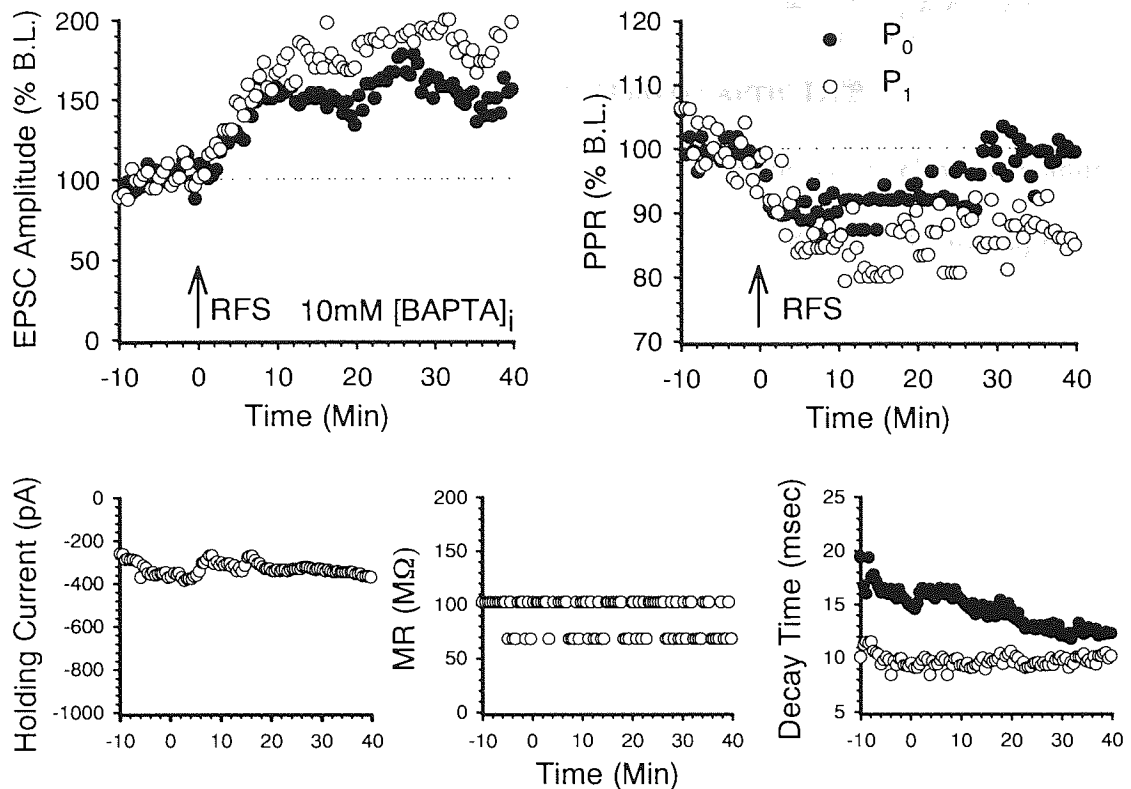 EPSC Amplitude (% B.L.)
200
150
100
50
0
RFS 10mM [BAPTA]i
-10 0 10 20 30 40
Time (Min)
PPR (% B.L.)
120
110
100
90
80
70
P0
P1
RFS
-10 0 10 20 30 40
Time (Min)
Holding Current (pA)
0
-200
-400
-600
-800
-1000
-10 0 10 20 30 40
MR (MΩ)
200
150
100
50
0
-10 0 10 20 30 40
Time (Min)
Decay Time (msec)
25
20
15
10
5
-10 0 10 20 30 40